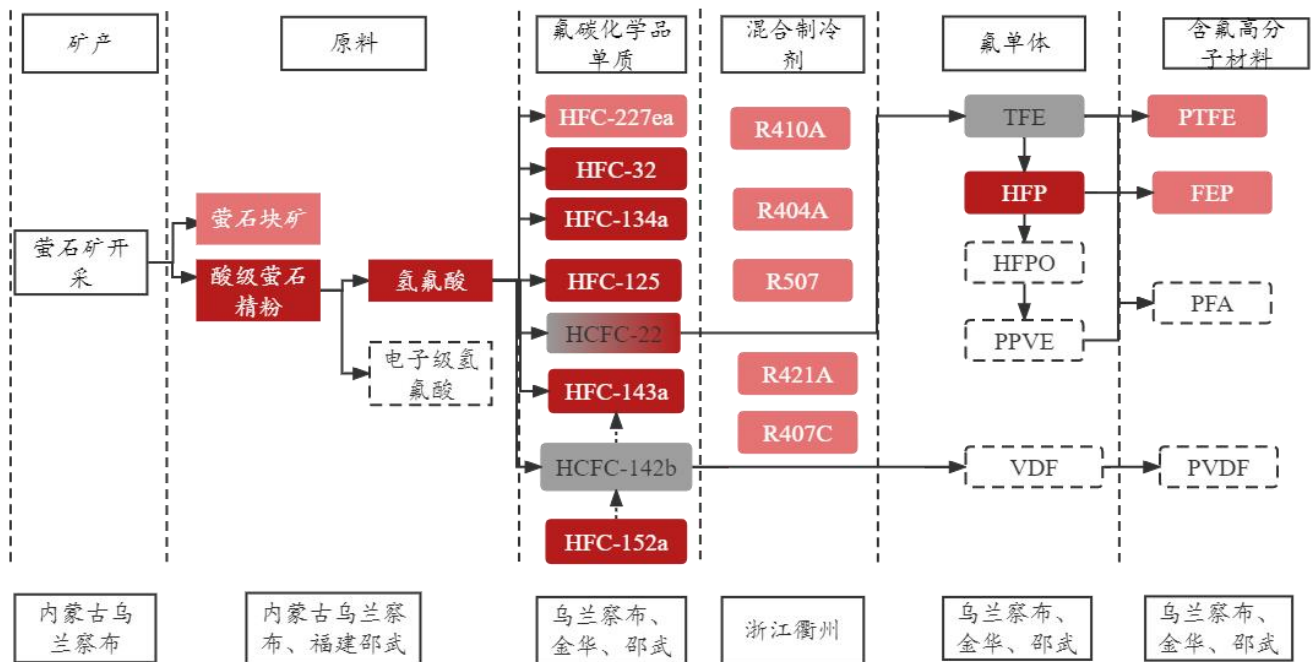 矿产
原料
氟碳化学品
单质
混合制冷
剂
氟单体
含氟高分
子材料
萤石矿开
采
萤石块矿
酸级萤石
精粉
氢氟酸
电子级氢
氟酸
HFC-227ea
HFC-32
HFC-134a
HFC-125
HCFC-22
HFC-143a
HCFC-142b
HFC-152a
R410A
R404A
R507
R421A
R407C
TFE
HFP
HFPO
PPVE
VDF
PTFE
FEP
PFA
PVDF
内蒙古乌
兰察布
内蒙古乌兰察
布、福建邵武
乌兰察布、
金华、邵武
浙江衢州
乌兰察布、
金华、邵武
乌兰察布、
金华、邵武